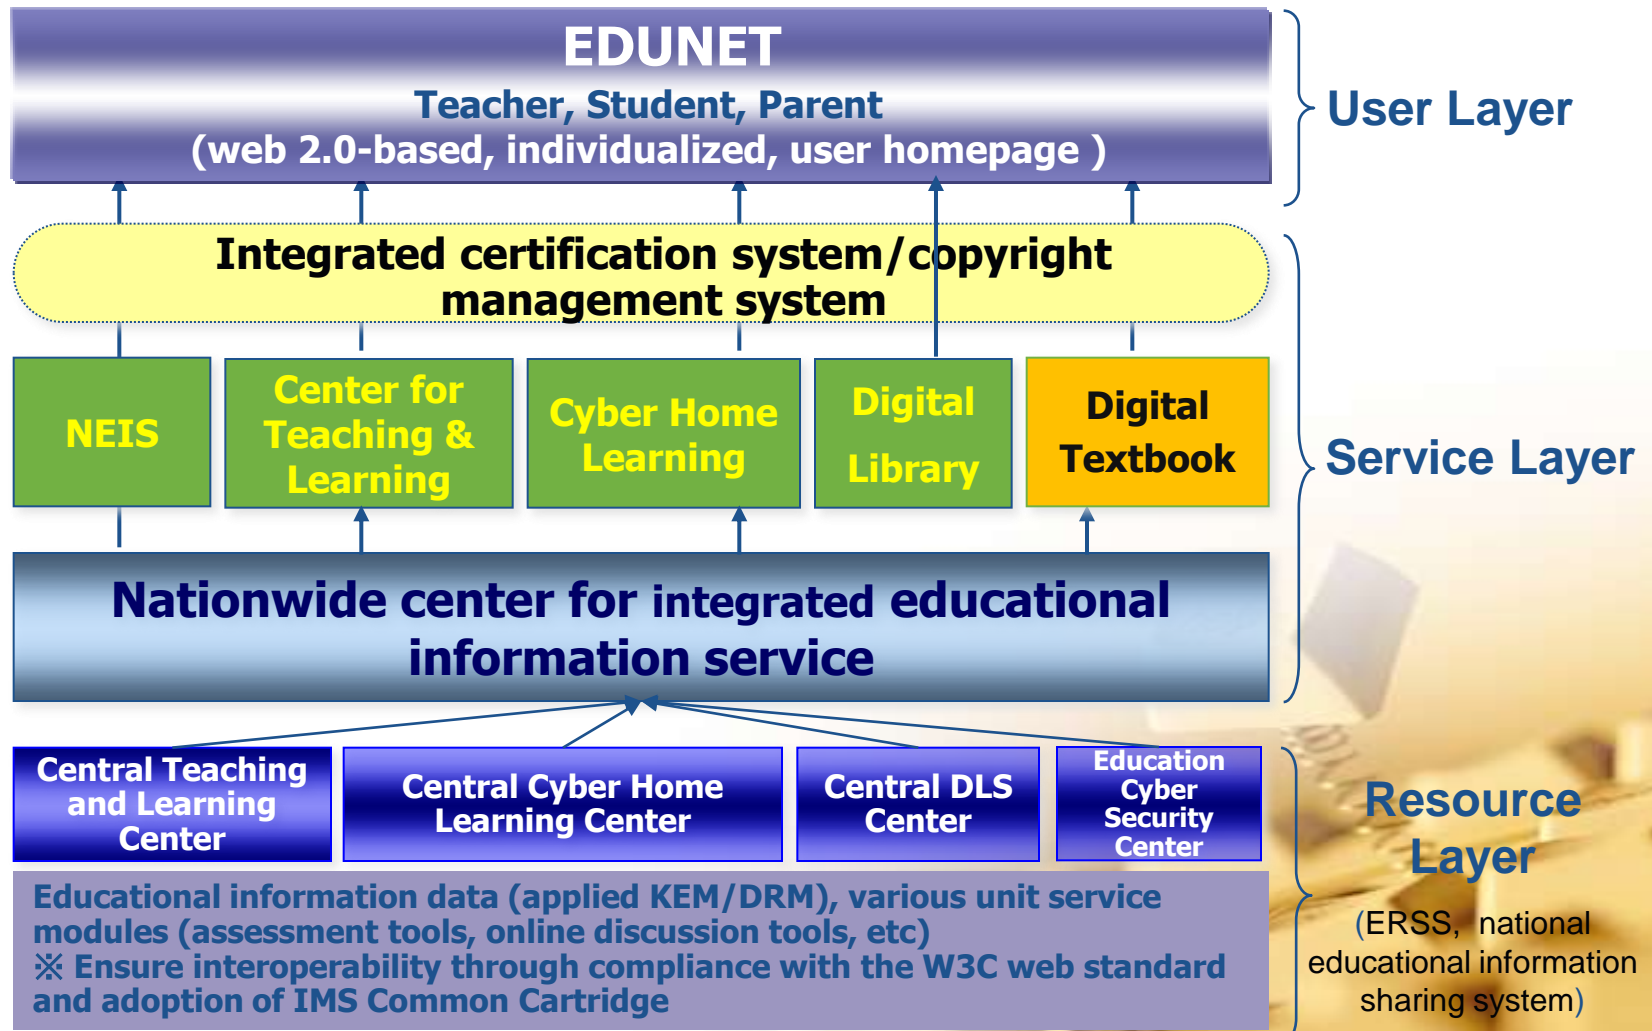 EDUNET
Teacher, Student, Parent
(web 2.0-based, individualized, user homepage )
User Layer
Integrated certification system/copyright
management system
NEIS
Center for
Teaching &
Learning
Cyber Home
Learning
Digital
Library
Digital
Textbook
Service Layer
Nationwide center for integrated educational
information service
Central Teaching
and Learning
Center
Central Cyber Home
Learning Center
Central DLS
Center
Education
Cyber
Security
Center
Resource
Layer
(ERSS, national
educational information
sharing system)
Educational information data (applied KEM/DRM), various unit service
modules (assessment tools, online discussion tools, etc)
※ Ensure interoperability through compliance with the W3C web standard
and adoption of IMS Common Cartridge